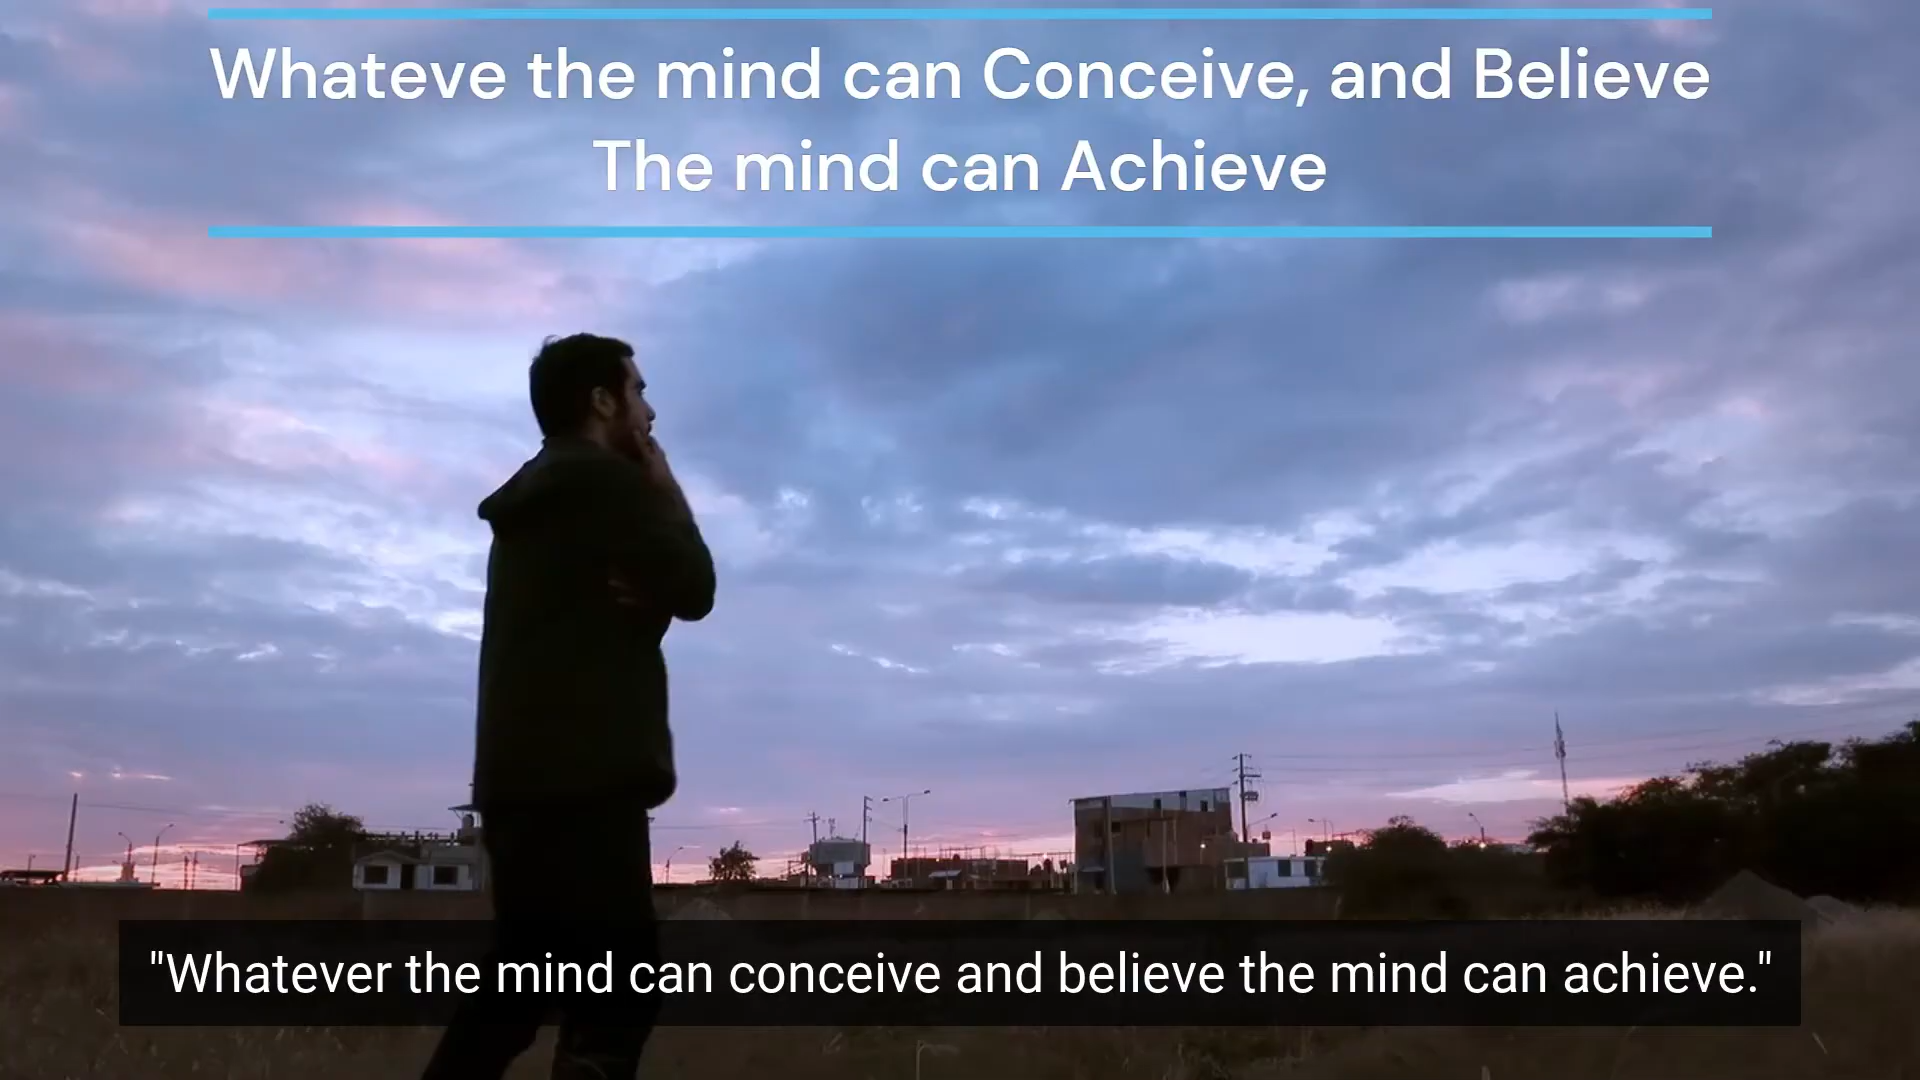 Whateve the mind can Conceive, and Believe
The mind can Achieve
"Whatever the mind can conceive and believe the mind can achieve."